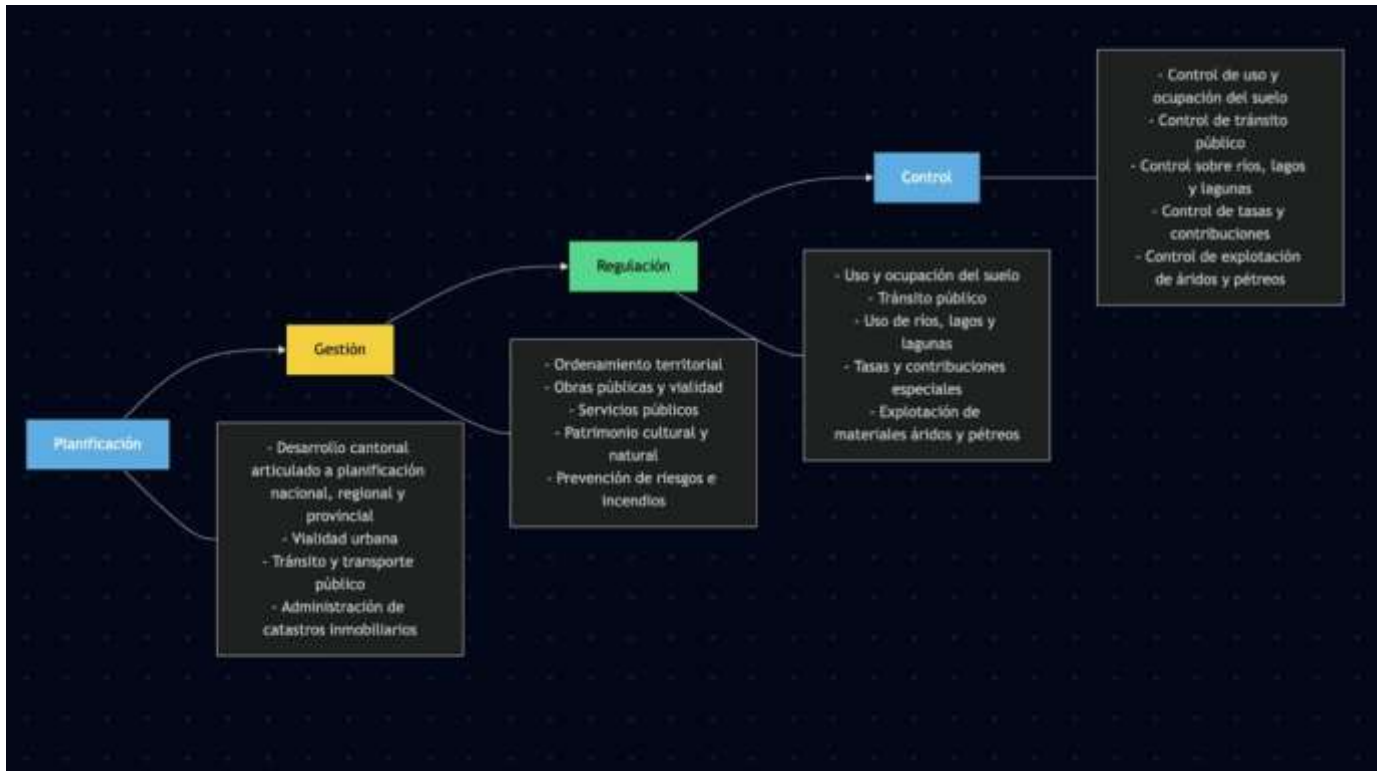 Planificación
- Desarrollo cantonal
articulado a planificación
nacional, regional y
provincial
- Vialidad urbana
- Tránsito y transporte
público
- Administración de
catastros inmobiliarios
Gestión
- Ordenamiento territorial
- Obras públicas y vialidad
- Servicios públicos
- Patrimonio cultural y
natural
- Prevención de riesgos e
incendios
Regulación
- Uso y ocupación del suelo
- Tránsito público
- Uso de ríos, lagos y
lagunas
- Tasas y contribuciones
especiales
- Explotación de
materiales áridos y pétreos
Control
- Control de uso y
ocupación del suelo
- Control de tránsito
público
- Control sobre ríos, lagos
y lagunas
- Control de tasas y
contribuciones
- Control de explotación
de áridos y pétreos